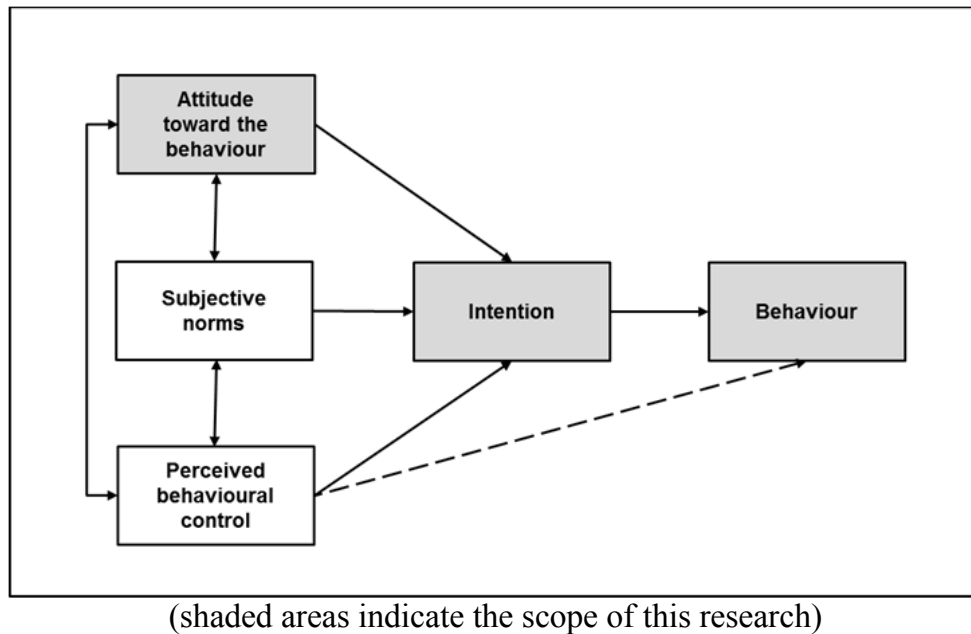 Attitude
toward the
behaviour
Subjective
norms
Intention
Behaviour
Perceived
behavioural
control
(shaded areas indicate the scope of this research)